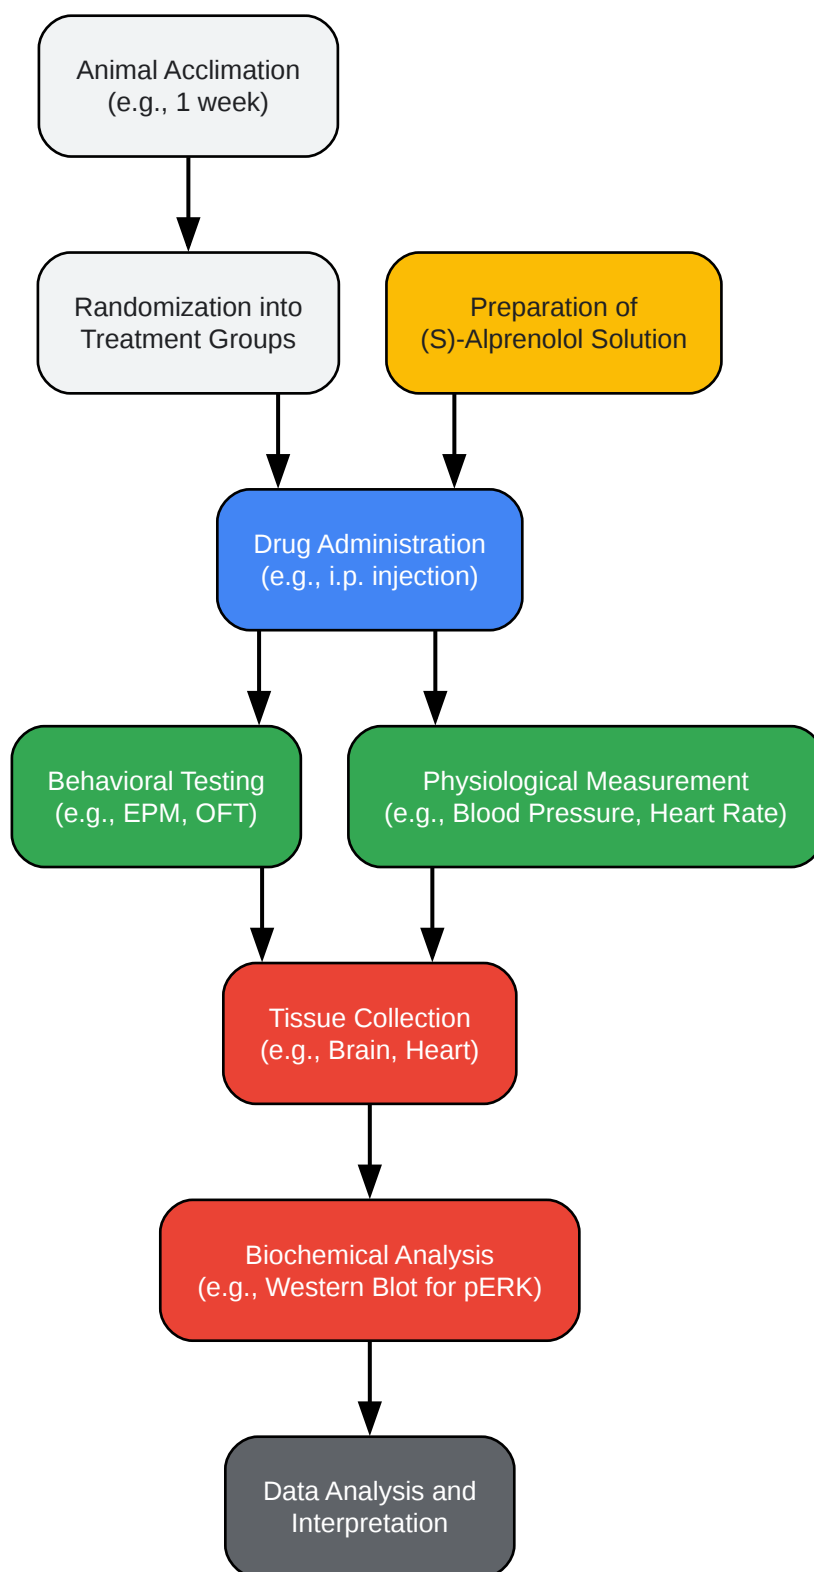 Animal Acclimation
(e.g., 1 week)
Randomization into
Treatment Groups
Preparation of
(S)-Alprenolol Solution
Drug Administration
(e.g., i.p. injection)
Behavioral Testing
(e.g., EPM, OFT)
Physiological Measurement
(e.g., Blood Pressure, Heart Rate)
Tissue Collection
(e.g., Brain, Heart)
Biochemical Analysis
(e.g., Western Blot for pERK)
Data Analysis and
Interpretation